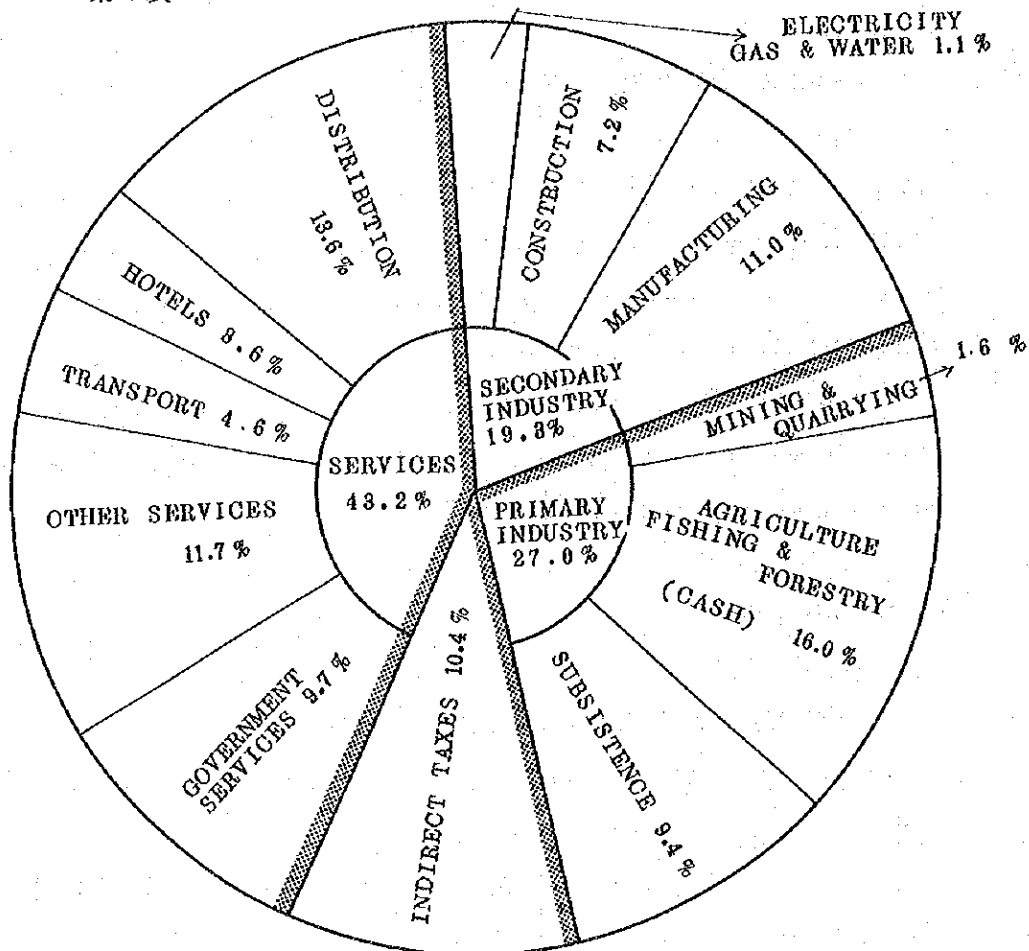 ELECTRICITY
GAS & WATER 1.1%
CONSTRUCTION
7.2%
MANUFACTURING
11.0%
DISTRIBUTION
13.6%
HOTELS 3.6%
TRANSPORT 4.6%
OTHER SERVICES
11.7%
GOVERNMENT
SERVICES 9.7%
SERVICES
43.2%
SECONDARY
INDUSTRY
19.3%
PRIMARY
INDUSTRY
27.0%
1.6 %
MINING &
QUARRYING
AGRICULTURE
FISHING &
FORESTRY
(CASH) 16.0%
SUBSISTENCE 9.4%
INDIRECT TAXES 10.4%